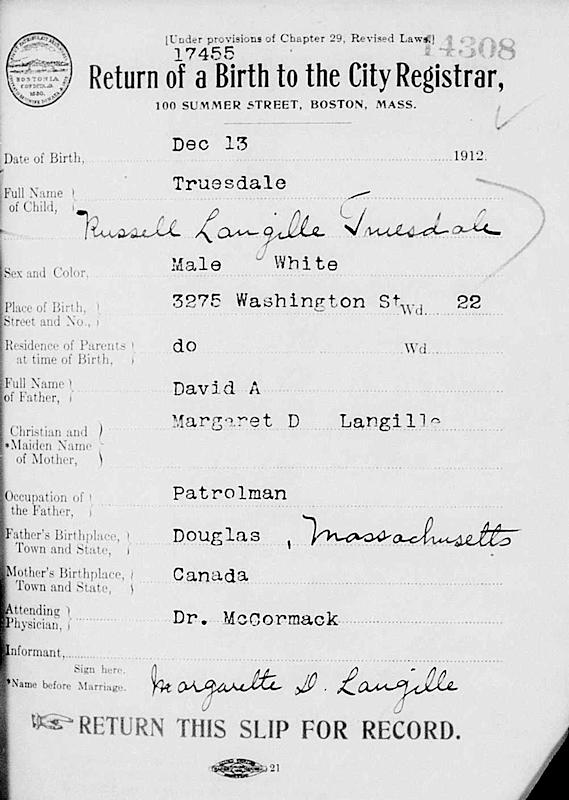 [Under provisions of Chapter 29, Revised Laws.]
17455
14308
Return of a Birth to the City Registrar,
100 SUMMER STREET, BOSTON, MASS.
BOSTONIA
CONDITA A.D.
1630.
Date of Birth, Dec 13 1912.
Full Name of Child, Truesdale
Russell Langille Truesdale
Sex and Color, Male White
Place of Birth, Street and No., 3275 Washington St Wd. 22
Residence of Parents at time of Birth, do Wd.
Full Name of Father, David A
Christian and *Maiden Name of Mother, Margaret D Langille
Occupation of the Father, Patrolman
Father's Birthplace, Town and State, Douglas , Massachusetts
Mother's Birthplace, Town and State, Canada
Attending Physician, Dr. McCormack
Informant,
Sign here.
*Name before Marriage. Margarette D. Langille
RETURN THIS SLIP FOR RECORD.
21